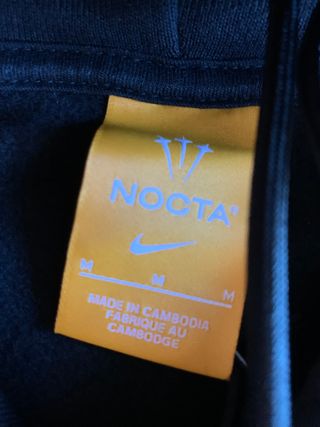 NOCTA®
M M M
MADE IN CAMBODIA
FABRIQUE AU
CAMBODGE